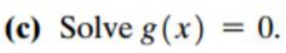 (c) Solve g(x) = 0.